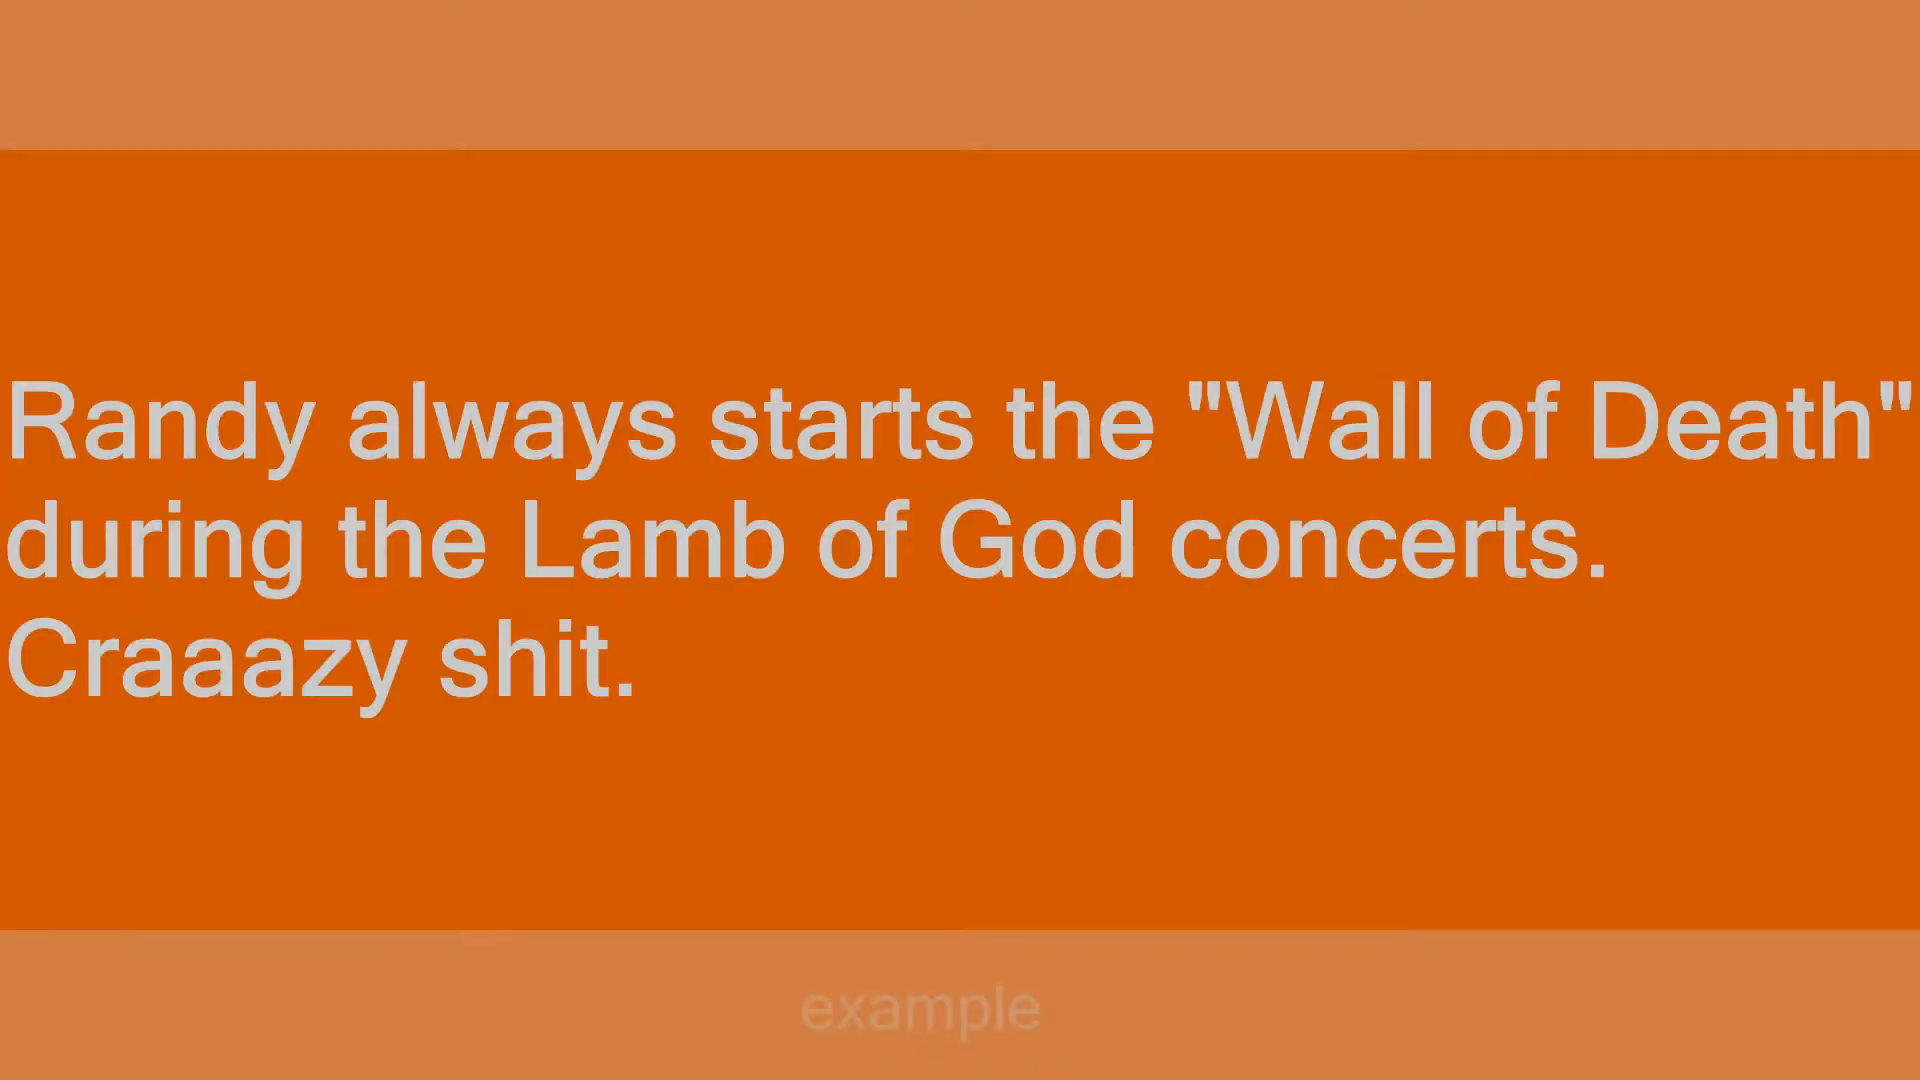 Randy always starts the "Wall of Death"
during the Lamb of God concerts.
Craaazy shit.
example